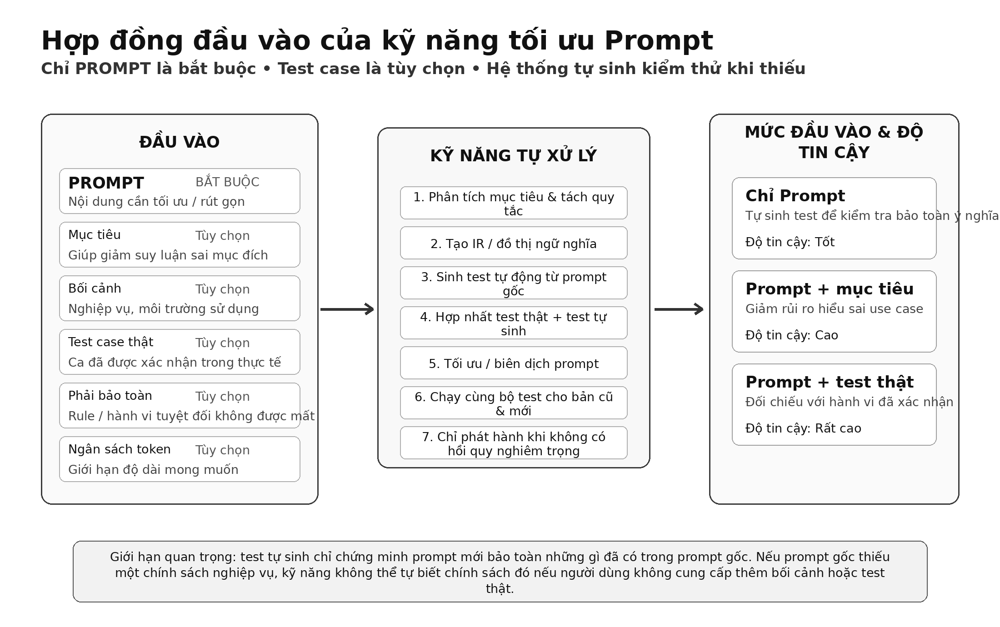 Hợp đồng đầu vào của kỹ năng tối ưu Prompt
Chỉ PROMPT là bắt buộc • Test case là tùy chọn • Hệ thống tự sinh kiểm thử khi thiếu
ĐẦU VÀO
PROMPT BẮT BUỘC
Nội dung cần tối ưu / rút gọn
Mục tiêu Tùy chọn
Giúp giảm suy luận sai mục đích
Bối cảnh Tùy chọn
Nghiệp vụ, môi trường sử dụng
Test case thật Tùy chọn
Ca đã được xác nhận trong thực tế
Phải bảo toàn Tùy chọn
Rule / hành vi tuyệt đối không được mất
Ngân sách token Tùy chọn
Giới hạn độ dài mong muốn
KỸ NĂNG TỰ XỬ LÝ
1. Phân tích mục tiêu & tách quy
tắc
2. Tạo IR / đồ thị ngữ nghĩa
3. Sinh test tự động từ prompt
gốc
4. Hợp nhất test thật + test tự
sinh
5. Tối ưu / biên dịch prompt
6. Chạy cùng bộ test cho bản cũ
& mới
7. Chỉ phát hành khi không có
hồi quy nghiêm trọng
MỨC ĐẦU VÀO & ĐỘ
TIN CẬY
Chỉ Prompt
Tự sinh test để kiểm tra bảo toàn ý nghĩa
Độ tin cậy: Tốt
Prompt + mục tiêu
Giảm rủi ro hiểu sai use case
Độ tin cậy: Cao
Prompt + test thật
Đối chiếu với hành vi đã xác nhận
Độ tin cậy: Rất cao
Giới hạn quan trọng: test tự sinh chỉ chứng minh prompt mới bảo toàn những gì đã có trong prompt gốc. Nếu prompt gốc thiếu
một chính sách nghiệp vụ, kỹ năng không thể tự biết chính sách đó nếu người dùng không cung cấp thêm bối cảnh hoặc test
thật.